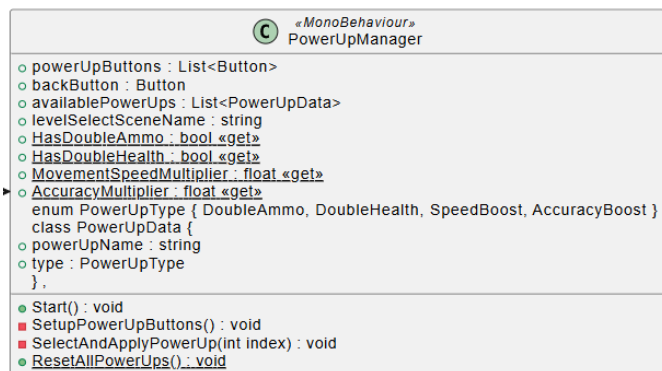 C
«MonoBehaviour»
PowerUpManager
powerUpButtons : List<Button>
backButton : Button
availablePowerUps : List<PowerUpData>
levelSelectSceneName : string
HasDoubleAmmo : bool «get»
HasDoubleHealth : bool «get»
MovementSpeedMultiplier : float «get»
AccuracyMultiplier : float «get»
enum PowerUpType { DoubleAmmo, DoubleHealth, SpeedBoost, AccuracyBoost }
class PowerUpData {
powerUpName : string
type : PowerUpType
} ,
Start() : void
SetupPowerUpButtons() : void
SelectAndApplyPowerUp(int index) : void
ResetAllPowerUps() : void